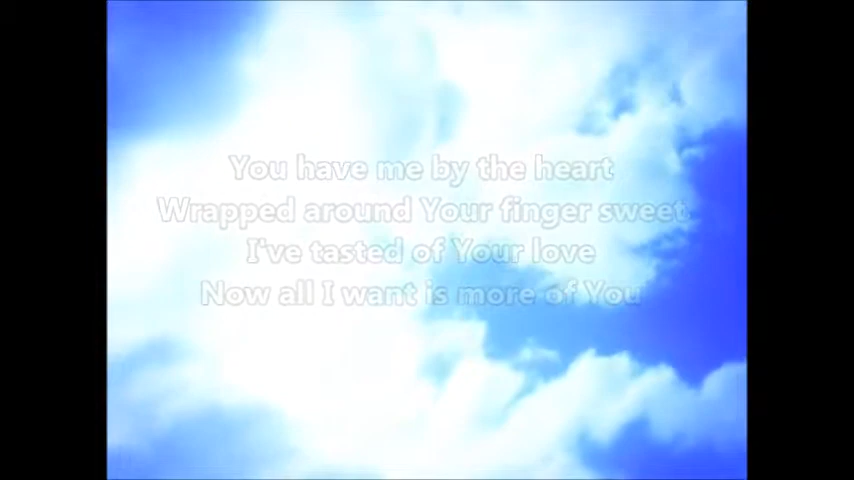 You have me by the heart
Wrapped around Your finger sweet
I've tasted of Your love
Now all I want is more of You